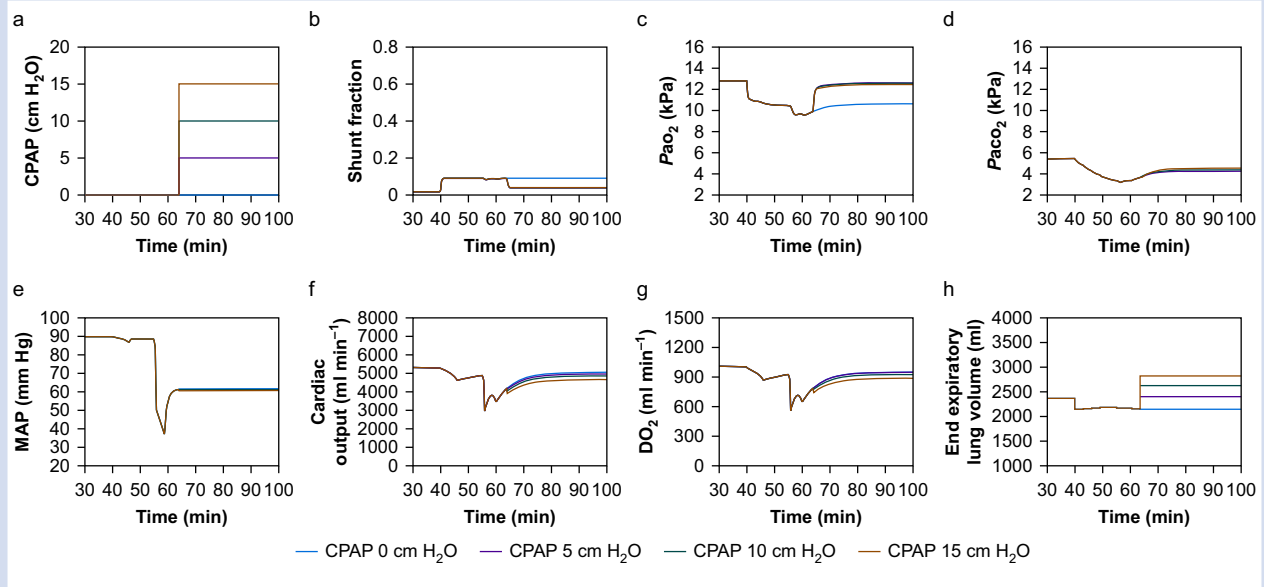 a
CPAP (cm H₂O)
20
15
10
5
0
30 40 50 60 70 80 90 100
Time (min)
b
Shunt fraction
0.8
0.6
0.4
0.2
0
30 40 50 60 70 80 90 100
Time (min)
c
Pao₂ (kPa)
16
14
12
10
8
6
4
2
30 40 50 60 70 80 90 100
Time (min)
d
Paco₂ (kPa)
16
14
12
10
8
6
4
2
30 40 50 60 70 80 90 100
Time (min)
e
MAP (mm Hg)
100
90
80
70
60
50
40
30
20
30 40 50 60 70 80 90 100
Time (min)
f
Cardiac
output (ml min⁻¹)
8000
7000
6000
5000
4000
3000
2000
1000
0
30 40 50 60 70 80 90 100
Time (min)
g
DO₂ (ml min⁻¹)
1500
1200
900
600
300
0
30 40 50 60 70 80 90 100
Time (min)
h
End expiratory
lung volume (ml)
4000
3500
3000
2500
2000
1500
1000
30 40 50 60 70 80 90 100
Time (min)
CPAP 0 cm H₂O CPAP 5 cm H₂O CPAP 10 cm H₂O CPAP 15 cm H₂O